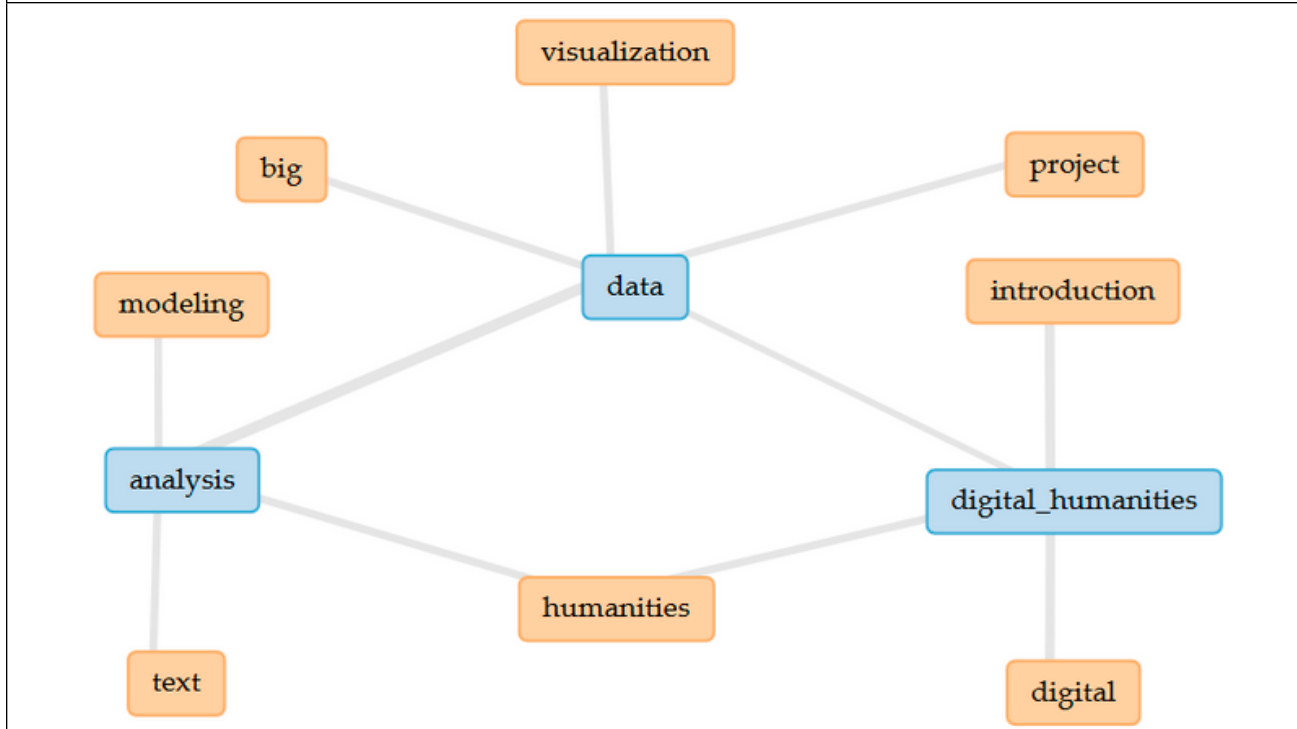 visualization
big
project
data
introduction
modeling
analysis
digital_humanities
humanities
text
digital